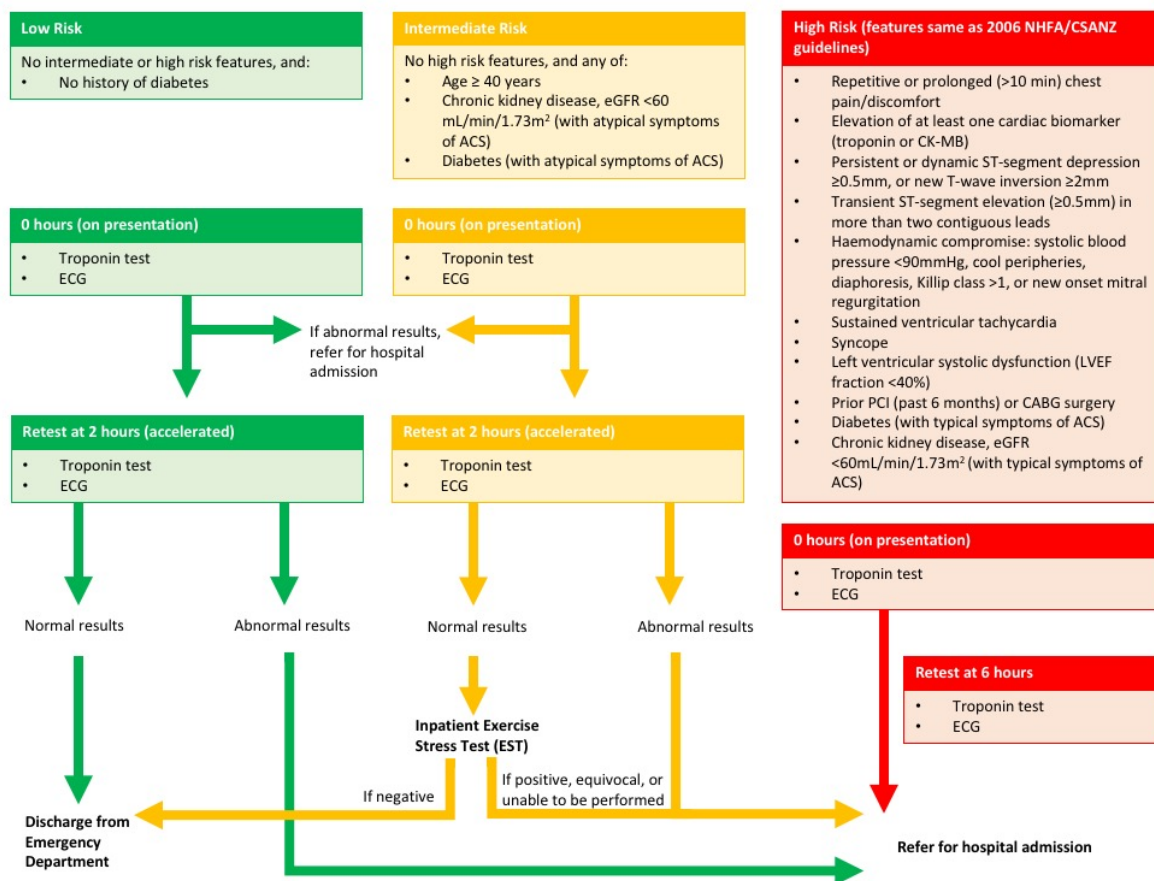 Low Risk
No intermediate or high risk features, and:
• No history of diabetes
Intermediate Risk
No high risk features, and any of:
• Age ≥ 40 years
• Chronic kidney disease, eGFR <60
mL/min/1.73m² (with atypical symptoms
of ACS)
• Diabetes (with atypical symptoms of ACS)
High Risk (features same as 2006 NHFA/CSANZ
guidelines)
• Repetitive or prolonged (>10 min) chest
pain/discomfort
• Elevation of at least one cardiac biomarker
(troponin or CK-MB)
• Persistent or dynamic ST-segment depression
≥0.5mm, or new T-wave inversion ≥2mm
• Transient ST-segment elevation (≥0.5mm) in
more than two contiguous leads
• Haemodynamic compromise: systolic blood
pressure <90mmHg, cool peripheries,
diaphoresis, Killip class >1, or new onset mitral
regurgitation
• Sustained ventricular tachycardia
• Syncope
• Left ventricular systolic dysfunction (LVEF
fraction <40%)
• Prior PCI (past 6 months) or CABG surgery
• Diabetes (with typical symptoms of ACS)
• Chronic kidney disease, eGFR
<60mL/min/1.73m² (with typical symptoms of
ACS)
0 hours (on presentation)
• Troponin test
• ECG
0 hours (on presentation)
• Troponin test
• ECG
If abnormal results,
refer for hospital
admission
Retest at 2 hours (accelerated)
• Troponin test
• ECG
Retest at 2 hours (accelerated)
• Troponin test
• ECG
0 hours (on presentation)
• Troponin test
• ECG
Normal results
Abnormal results
Normal results
Abnormal results
Retest at 6 hours
• Troponin test
• ECG
Inpatient Exercise
Stress Test (EST)
If negative
If positive, equivocal, or
unable to be performed
Discharge from
Emergency
Department
Refer for hospital admission